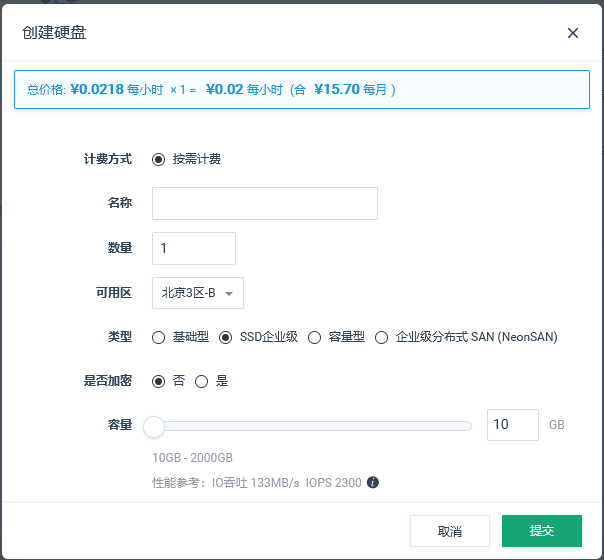 创建硬盘
总价格: ¥0.0218 每小时 × 1 = ¥0.02 每小时 (合 ¥15.70 每月 )
计费方式 按需计费
名称
数量 1
可用区 北京3区-B
类型 基础型 SSD企业级 容量型 企业级分布式 SAN (NeonSAN)
是否加密 否 是
容量 10 GB
10GB - 2000GB
性能参考: IO吞吐 133MB/s IOPS 2300
取消 提交